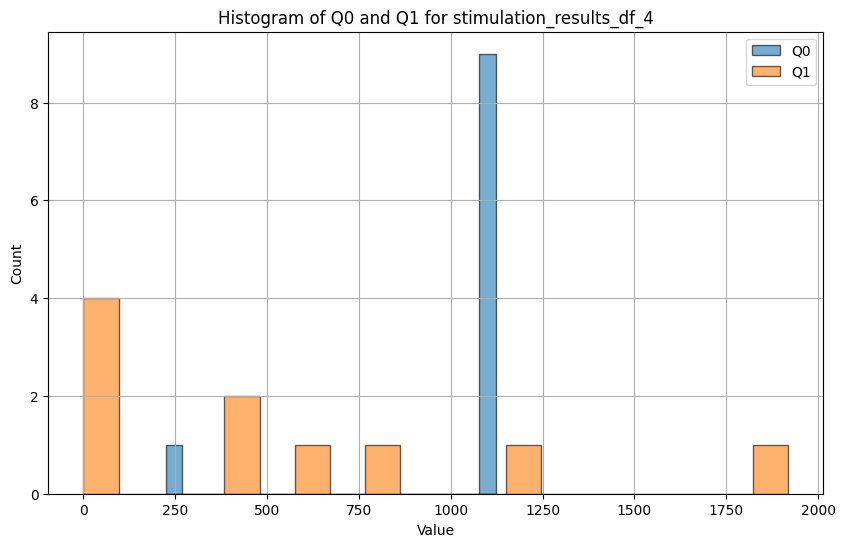 Histogram of Q0 and Q1 for stimulation_results_df_4
Q0
Q1
Count
8
6
4
2
0
0 250 500 750 1000 1250 1500 1750 2000
Value